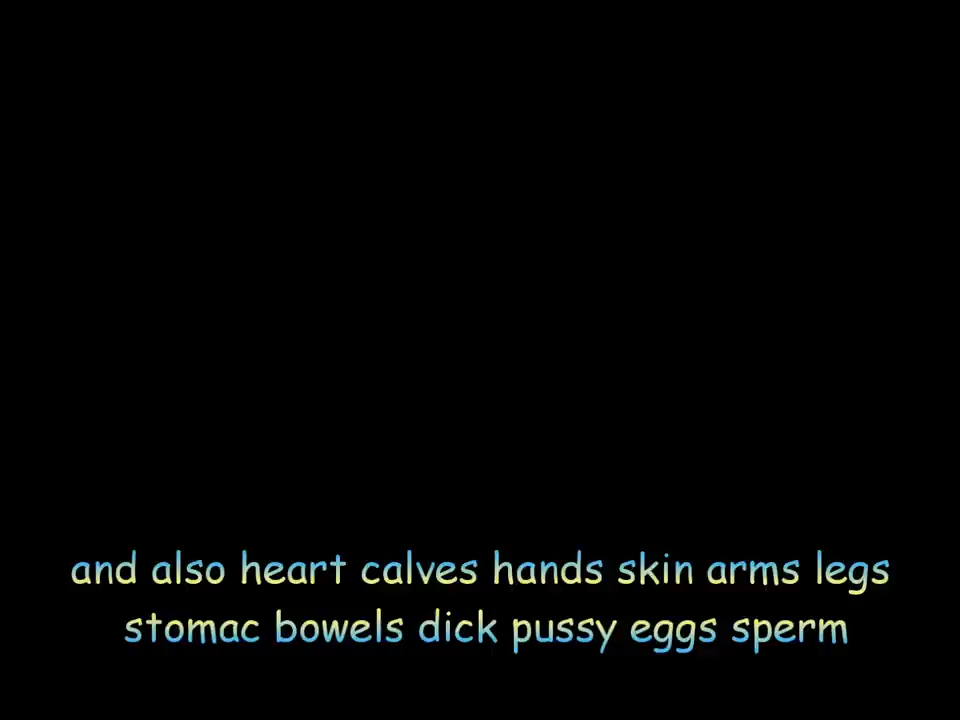 and also heart calves hands skin arms legs
stomac bowels dick pussy eggs sperm